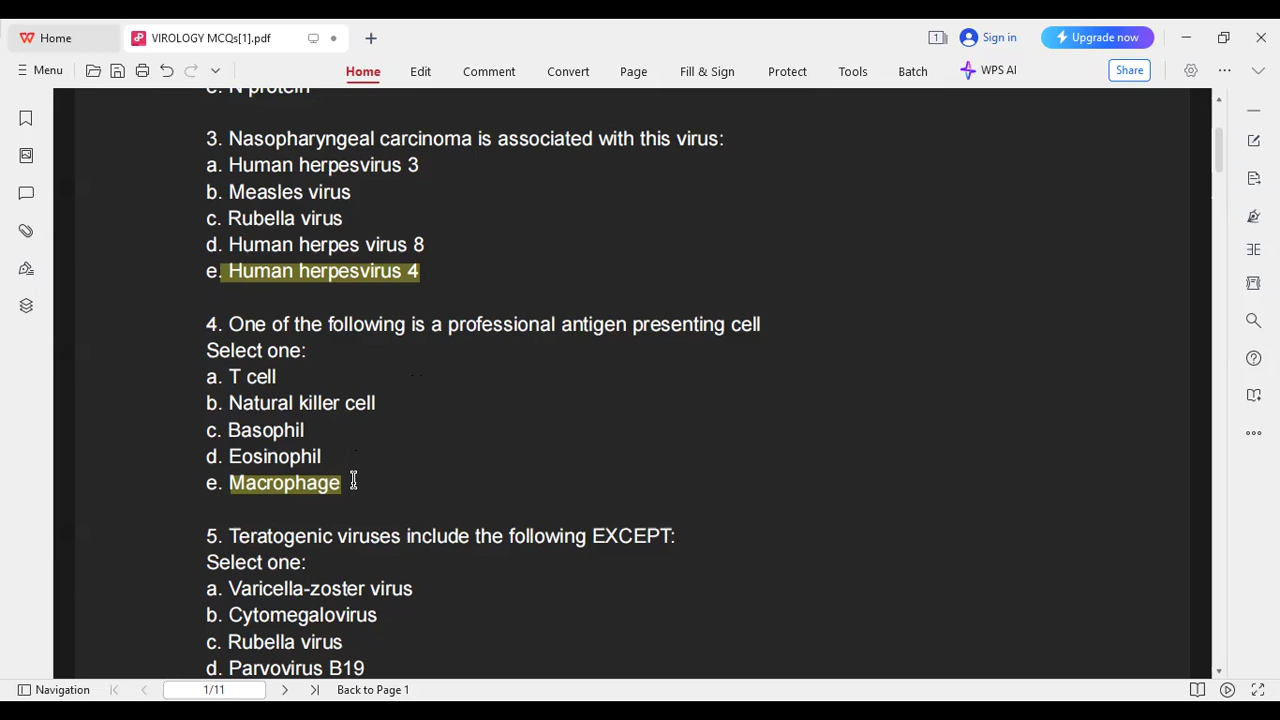 Home
VIROLOGY MCQs[1].pdf
Sign in
Upgrade now
Menu
Home
Edit
Comment
Convert
Page
Fill & Sign
Protect
Tools
Batch
WPS AI
Share
3. Nasopharyngeal carcinoma is associated with this virus:
a. Human herpesvirus 3
b. Measles virus
c. Rubella virus
d. Human herpes virus 8
e. Human herpesvirus 4
4. One of the following is a professional antigen presenting cell
Select one:
a. T cell
b. Natural killer cell
c. Basophil
d. Eosinophil
e. Macrophage
5. Teratogenic viruses include the following EXCEPT:
Select one:
a. Varicella-zoster virus
b. Cytomegalovirus
c. Rubella virus
d. Parvovirus B19
Navigation
1/11
Back to Page 1